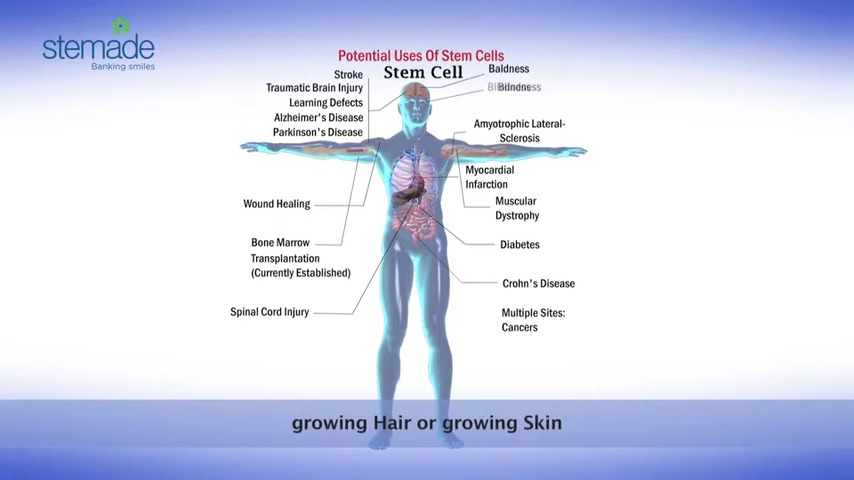 stemade
Banking smiles
Potential Uses Of Stem Cells
Stem Cell
Stroke
Traumatic Brain Injury
Learning Defects
Alzheimer's Disease
Parkinson's Disease
Wound Healing
Bone Marrow
Transplantation
(Currently Established)
Spinal Cord Injury
Baldness
Blindness
Amyotrophic Lateral-
Sclerosis
Myocardial
Infarction
Muscular
Dystrophy
Diabetes
Crohn's Disease
Multiple Sites:
Cancers
growing Hair or growing Skin